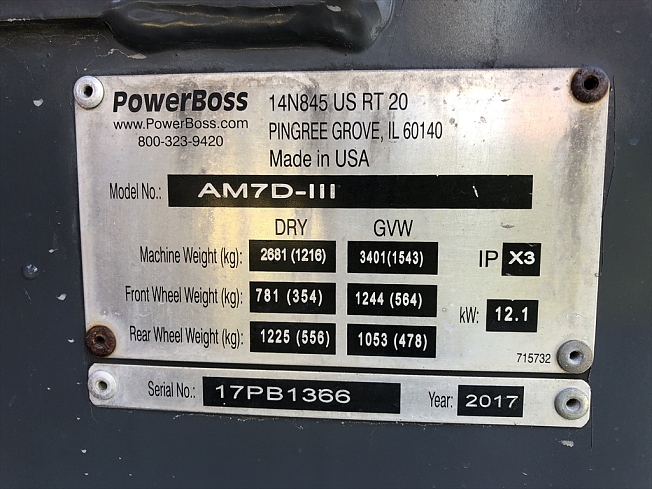 PowerBoss
www.PowerBoss.com
800-323-9420
14N845 US RT 20
PINGREE GROVE, IL 60140
Made in USA
Model No.: AM7D-III
DRY GVW
Machine Weight (kg): 2681 (1216) 3401(1543) IP X3
Front Wheel Weight (kg): 781 (354) 1244 (564)
kW: 12.1
Rear Wheel Weight (kg): 1225 (556) 1053 (478)
715732
Serial No.: 17PB1366 Year: 2017